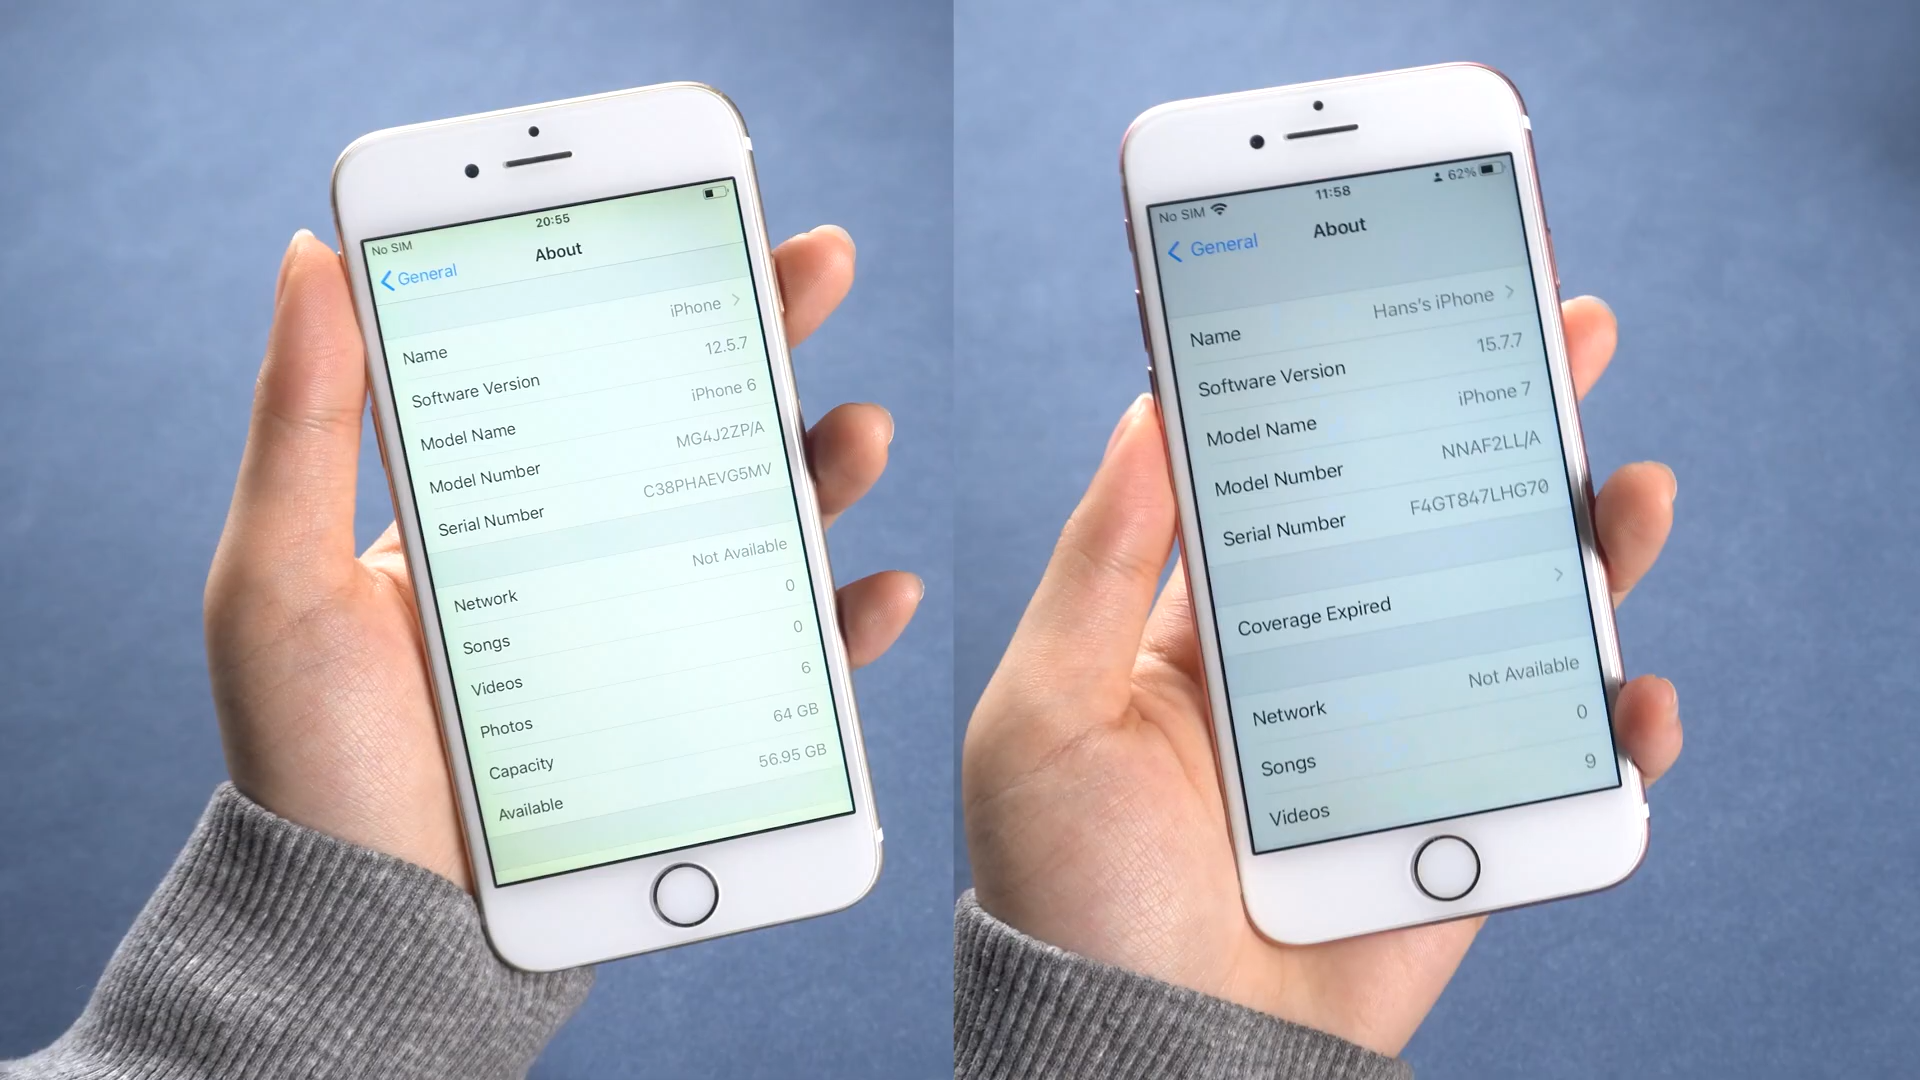 No SIM
20:55
General
About
Name
iPhone
Software Version
12.5.7
Model Name
iPhone 6
Model Number
MG4J2ZP/A
Serial Number
C38PHAEVG5MV
Network
Not Available
Songs
0
Videos
0
Photos
6
Capacity
64 GB
Available
56.95 GB
No SIM
11:58
62%
General
About
Name
Hans's iPhone
Software Version
15.7.7
Model Name
iPhone 7
Model Number
NNAF2LL/A
Serial Number
F4GT847LHG70
Coverage Expired
Network
Not Available
Songs
0
Videos
9